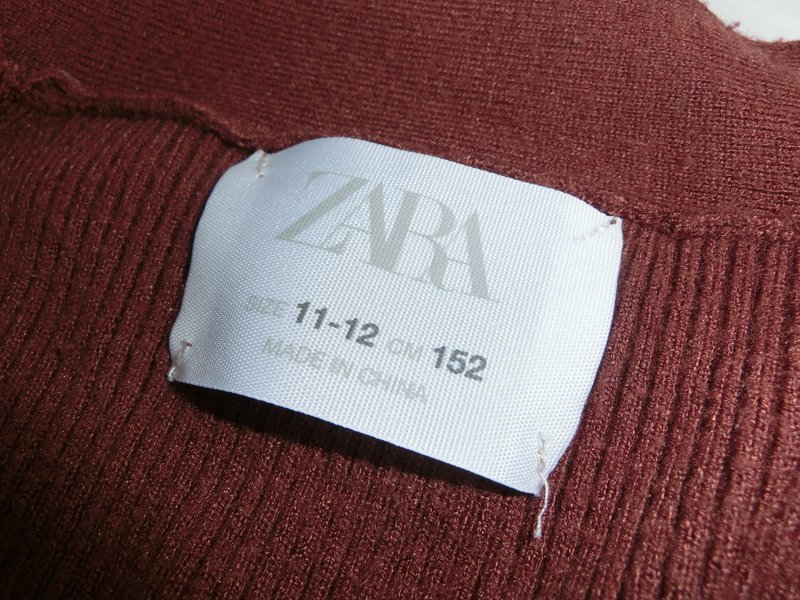 ZARA
SIZE 11-12 CM 152
MADE IN CHINA